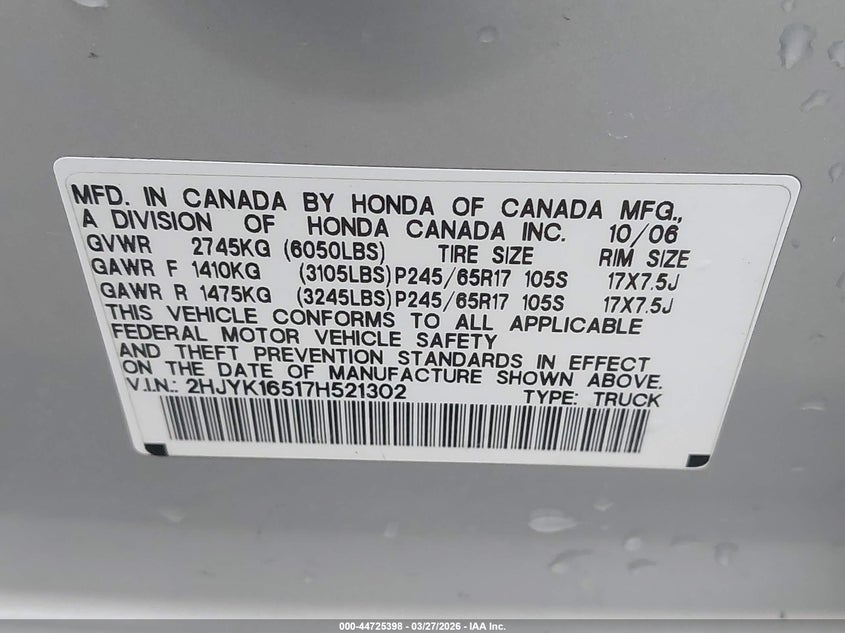 MFD. IN CANADA BY HONDA OF CANADA MFG.,
A DIVISION OF HONDA CANADA INC. 10/06
GVWR 2745KG (6050LBS) TIRE SIZE RIM SIZE
GAWR F 1410KG (3105LBS) P245/65R17 105S 17X7.5J
GAWR R 1475KG (3245LBS) P245/65R17 105S 17X7.5J
THIS VEHICLE CONFORMS TO ALL APPLICABLE
FEDERAL MOTOR VEHICLE SAFETY
AND THEFT PREVENTION STANDARDS IN EFFECT
ON THE DATE OF MANUFACTURE SHOWN ABOVE.
V.I.N.: 2HJYK16517H521302 TYPE: TRUCK
000-44725398 - 03/27/2026 - IAA Inc.